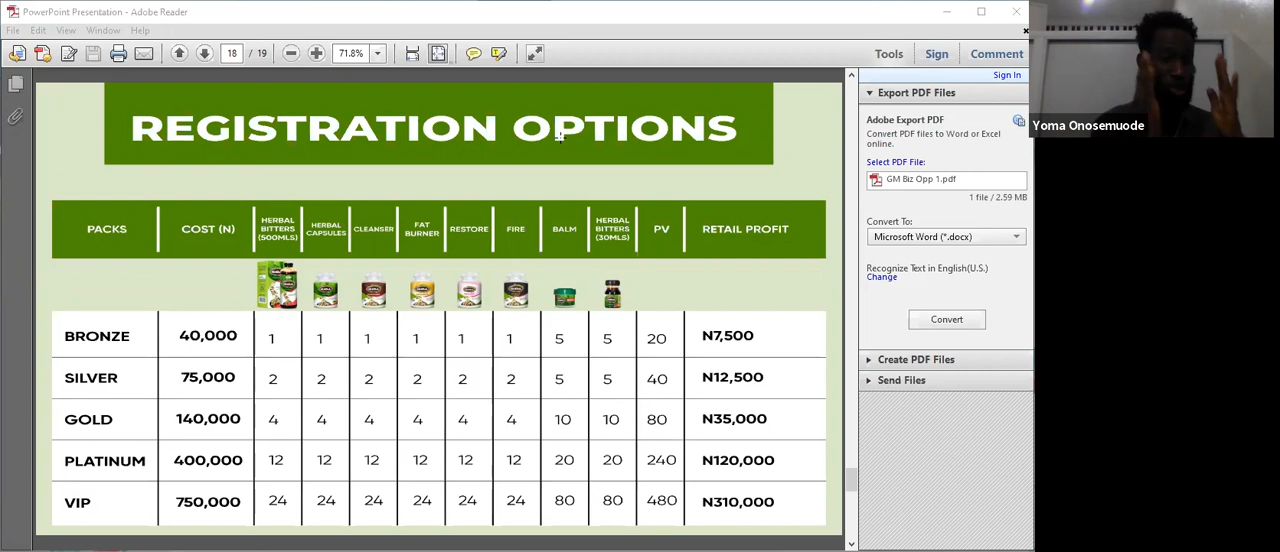 PowerPoint Presentation - Adobe Reader
File Edit View Window Help
18 / 19 71.8% Tools Sign Comment
Sign In
Export PDF Files
Adobe Export PDF
Convert PDF files to Word or Excel
online.
Select PDF File:
GM Biz Opp 1.pdf
1 file / 2.59 MB
Convert To:
Microsoft Word (*.docx)
Recognize Text in English(U.S.)
Change
Convert
Create PDF Files
Send Files
Yoma Onosemuode
REGISTRATION OPTIONS
PACKS COST (N) HERBAL BITTERS (500MLS) HERBAL CAPSULES CLEANSER FAT BURNER RESTORE FIRE BALM HERBAL BITTERS (30MLS) PV RETAIL PROFIT
BRONZE 40,000 1 1 1 1 1 1 5 5 20 N7,500
SILVER 75,000 2 2 2 2 2 2 5 5 40 N12,500
GOLD 140,000 4 4 4 4 4 4 10 10 80 N35,000
PLATINUM 400,000 12 12 12 12 12 12 20 20 240 N120,000
VIP 750,000 24 24 24 24 24 24 80 80 480 N310,000